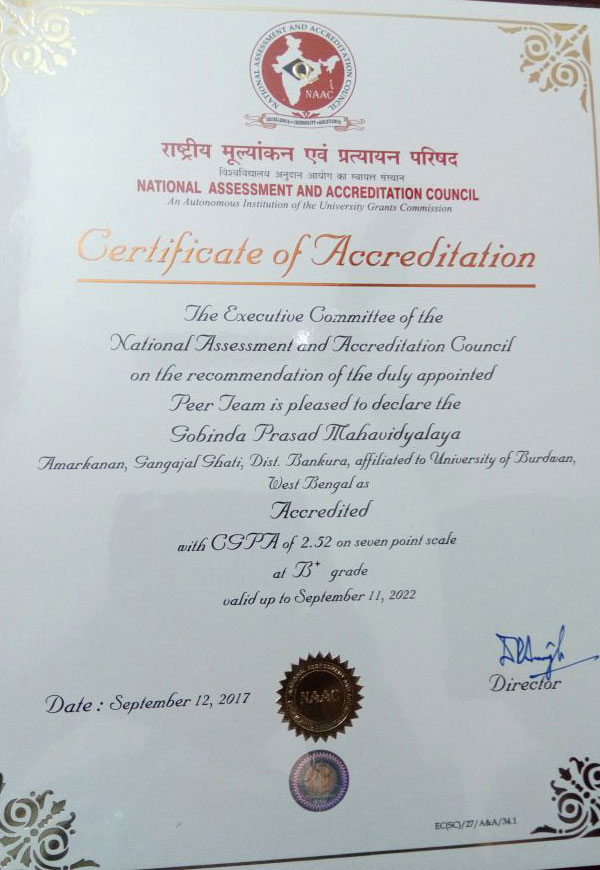 NATIONAL ASSESSMENT AND ACCREDITATION COUNCIL
NAAC
EXCELLENCE • CREDIBILITY • RELEVANCE
राष्ट्रीय मूल्यांकन एवं प्रत्यायन परिषद
विश्वविद्यालय अनुदान आयोग का स्वायत्त संस्थान
NATIONAL ASSESSMENT AND ACCREDITATION COUNCIL
An Autonomous Institution of the University Grants Commission
Certificate of Accreditation
The Executive Committee of the
National Assessment and Accreditation Council
on the recommendation of the duly appointed
Peer Team is pleased to declare the
Gobinda Prasad Mahavidyalaya
Amarkanan, Gangajal Ghati, Dist. Bankura, affiliated to University of Burdwan,
West Bengal as
Accredited
with CGPA of 2.52 on seven point scale
at B⁺ grade
valid up to September 11, 2022
Director
Date : September 12, 2017
NAAC
EC(SC)/27/A&A/34.1